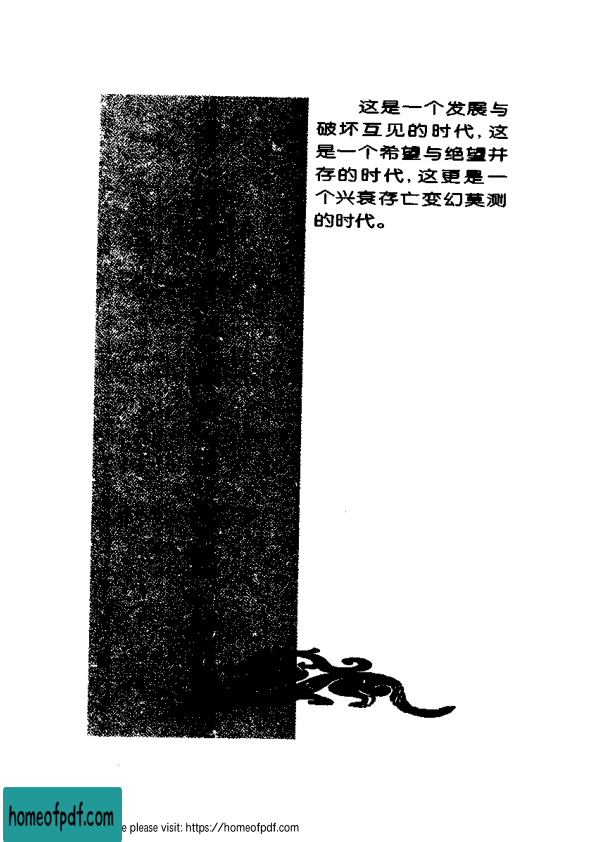 这是一个发展与
破坏互见的时代,这
是一个希望与绝望并
存的时代,这更是一
个兴衰存亡变幻莫测
的时代。
homeofpdf.com
e please visit: https://homeofpdf.com